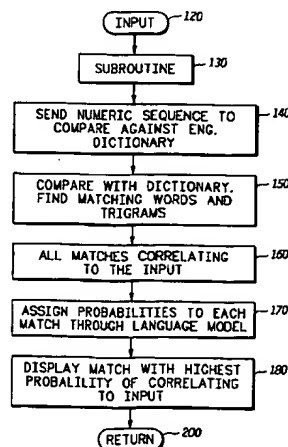 INPUT 120
SUBROUTINE 130
SEND NUMERIC SEQUENCE TO 140
COMPARE AGAINST ENG.
DICTIONARY
COMPARE WITH DICTIONARY, 150
FIND MATCHING WORDS AND
TRIGRAMS
ALL MATCHES CORRELATING 160
TO THE INPUT
ASSIGN PROBABILITIES TO EACH 170
MATCH THROUGH LANGUAGE MODEL
DISPLAY MATCH WITH HIGHEST 180
PROBALILITY OF CORRELATING
TO INPUT
RETURN 200